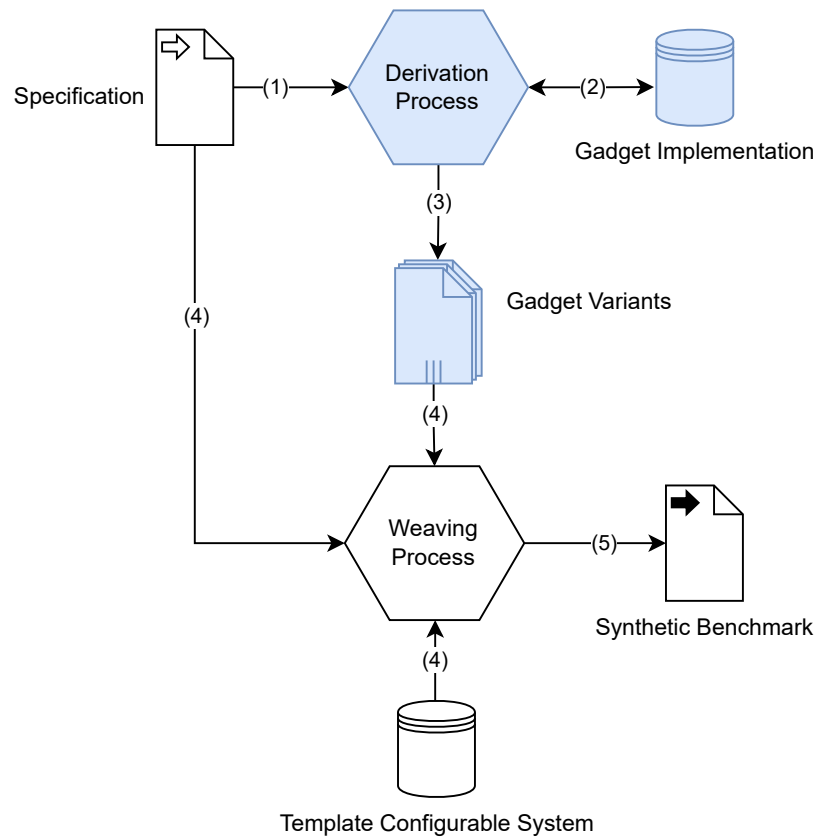 Specification
(1)
Derivation
Process
(2)
Gadget Implementation
(3)
Gadget Variants
(4)
(4)
Weaving
Process
(5)
Synthetic Benchmark
(4)
Template Configurable System